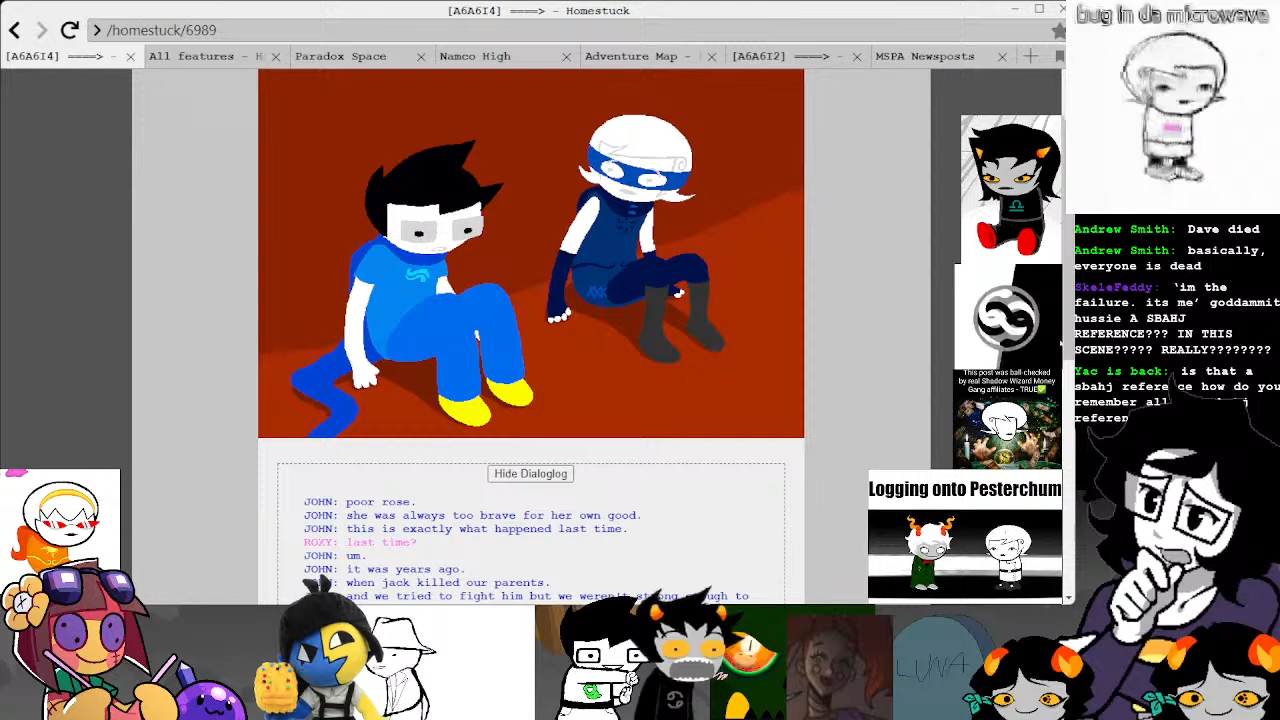 [A6A6I4] ====> - Homestuck
bug in da microwave
/homestuck/6989
[A6A6I4] ====> -
All features - H
Paradox Space
Namco High
Adventure Map -
[A6A6I2] ====> -
MSPA Newsposts
Andrew Smith: Dave died
Andrew Smith: basically,
everyone is dead
SkeleFeddy: ‘im the
failure. its me’ goddammit
hussie A SBAHJ
REFERENCE??? IN THIS
SCENE????? REALLY????????
Yac is back: is that a
sbahj reference how do you
remember all
referen
This post was ball-checked
by real Shadow Wizard Money
Gang affiliates - TRUE✅
Logging onto Pesterchum
Hide Dialoglog
JOHN: poor rose.
JOHN: she was always too brave for her own good.
JOHN: this is exactly what happened last time.
ROXY: last time?
JOHN: um.
JOHN: it was years ago.
when jack killed our parents.
and we tried to fight him but we weren't strong enough to
LUNA